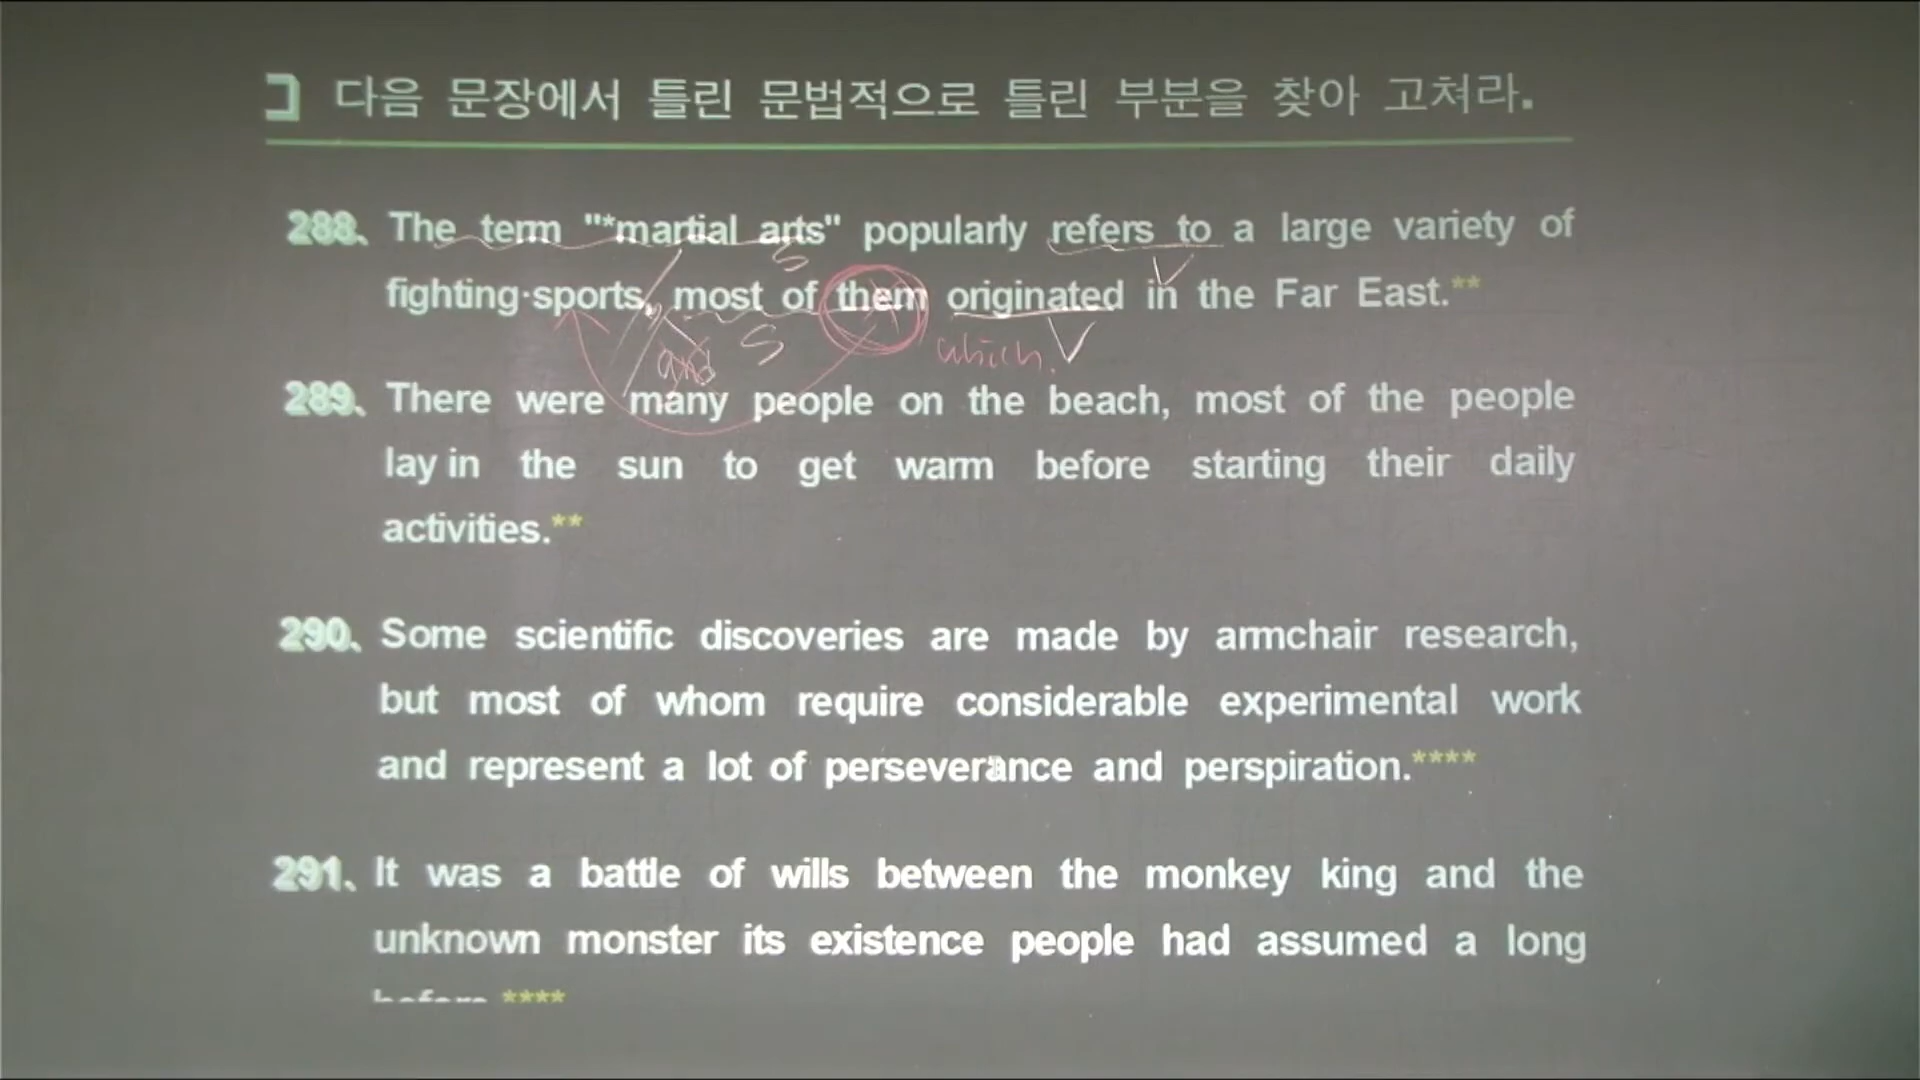 コ 다음 문장에서 틀린 문법적으로 틀린 부분을 찾아 고쳐라.
288. The term "*martial arts" popularly refers to a large variety of
S
V
fighting·sports, most of them originated in the Far East.**
and S which. V
289. There were many people on the beach, most of the people
lay in the sun to get warm before starting their daily
activities.**
290. Some scientific discoveries are made by armchair research,
but most of whom require considerable experimental work
and represent a lot of perseverance and perspiration.****
291. It was a battle of wills between the monkey king and the
unknown monster its existence people had assumed a long
before.****